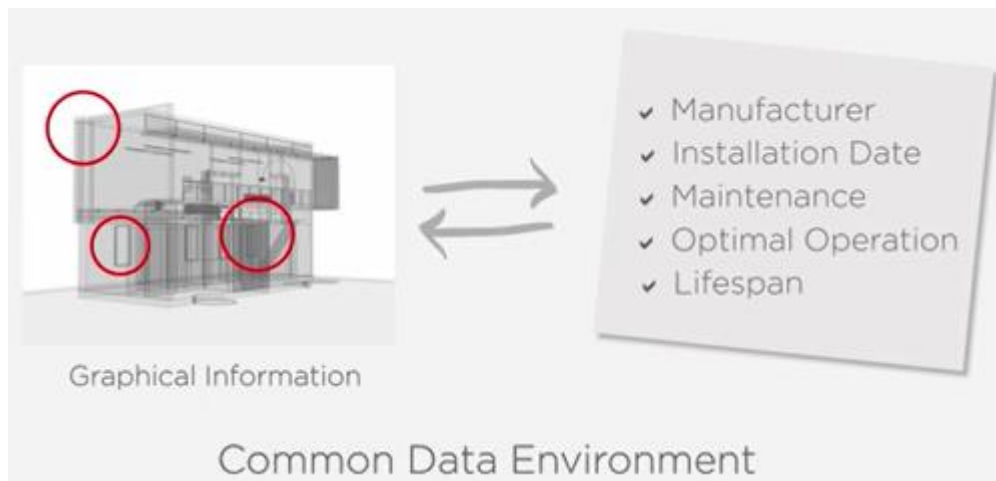 Manufacturer
Installation Date
Maintenance
Optimal Operation
Lifespan
Graphical Information
Common Data Environment